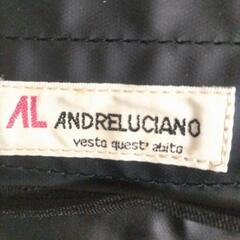 AL ANDRELUCIANO
vesta quest' abito